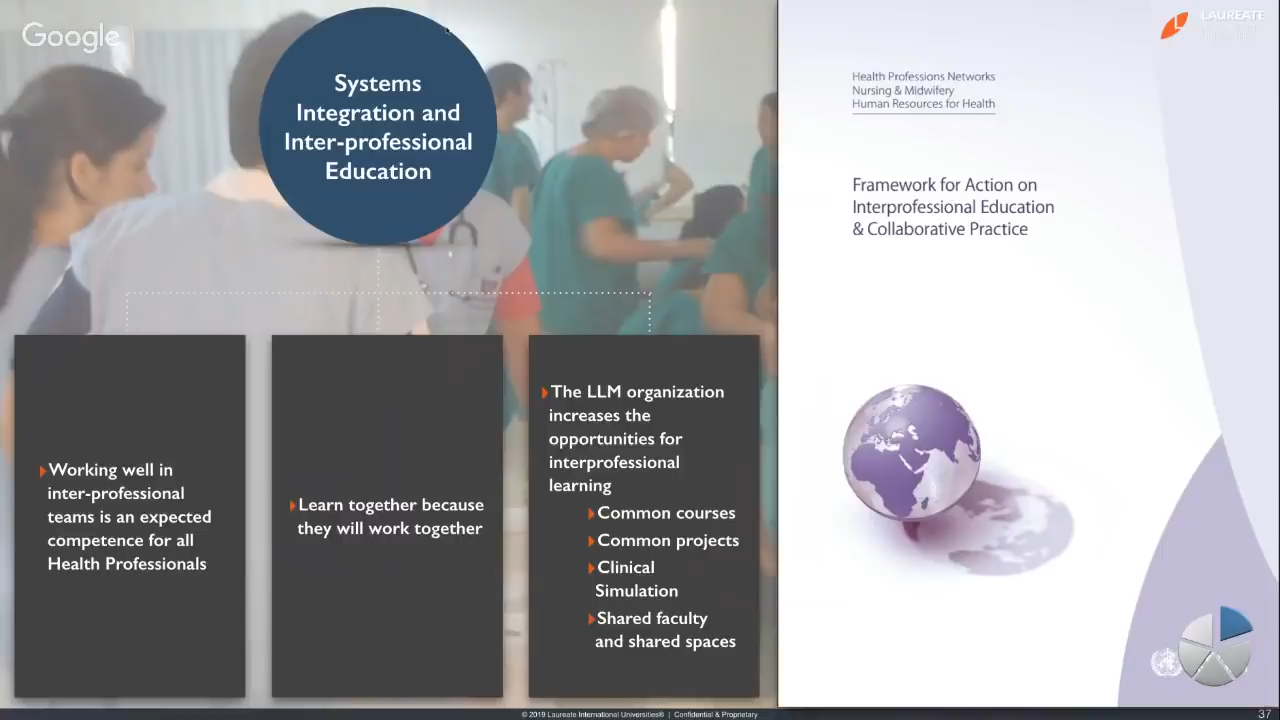 Google
Systems
Integration and
Inter-professional
Education
Working well in
inter-professional
teams is an expected
competence for all
Health Professionals
Learn together because
they will work together
The LLM organization
increases the
opportunities for
interprofessional
learning
Common courses
Common projects
Clinical
Simulation
Shared faculty
and shared spaces
LAUREATE
Health Professions Networks
Nursing & Midwifery
Human Resources for Health
Framework for Action on
Interprofessional Education
& Collaborative Practice
© 2019 Laureate International Universities® | Confidential & Proprietary
37